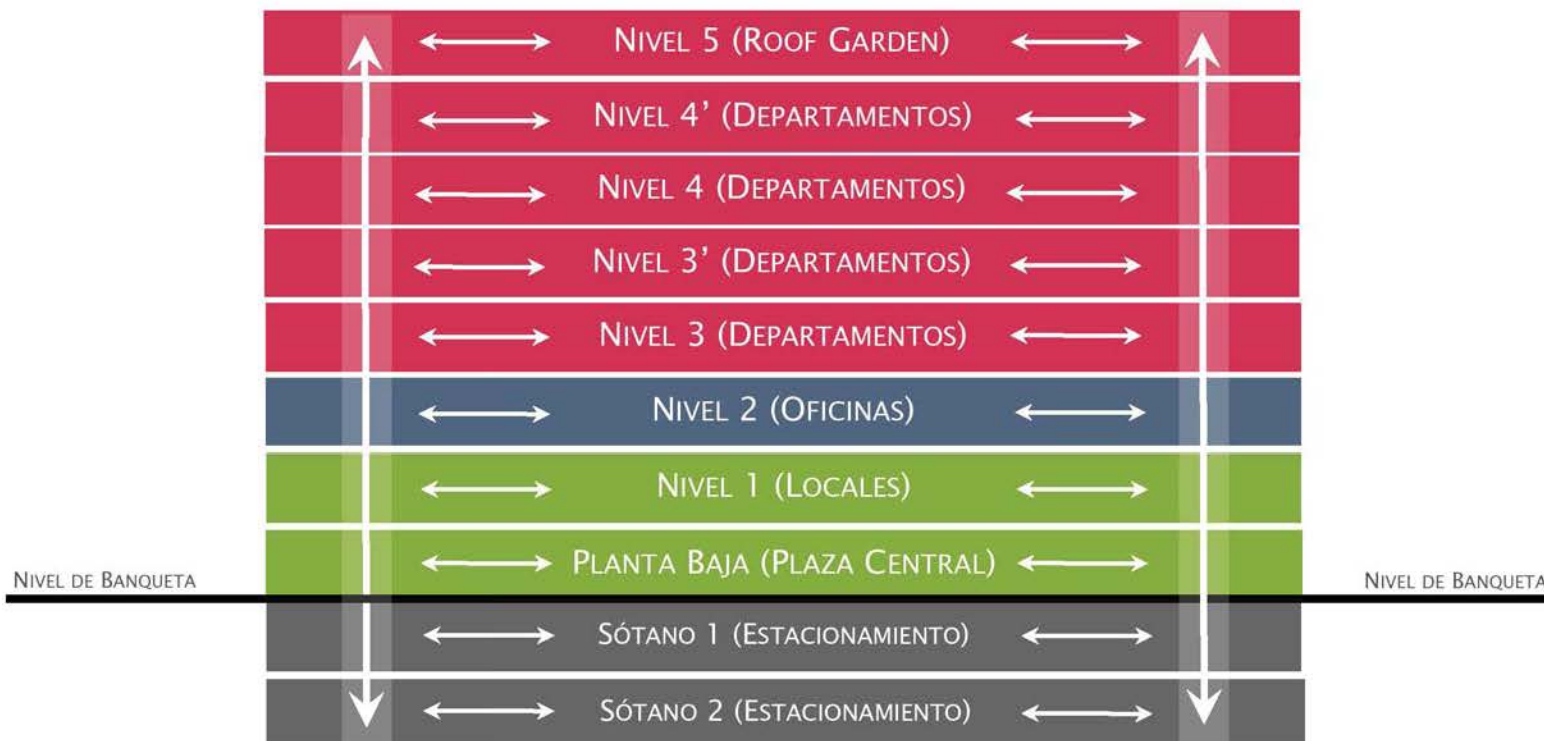 Nivel 5 (Roof Garden)
Nivel 4' (Departamentos)
Nivel 4 (Departamentos)
Nivel 3' (Departamentos)
Nivel 3 (Departamentos)
Nivel 2 (Oficinas)
Nivel 1 (Locales)
Planta Baja (Plaza Central)
Nivel de Banqueta
Nivel de Banqueta
Sótano 1 (Estacionamiento)
Sótano 2 (Estacionamiento)